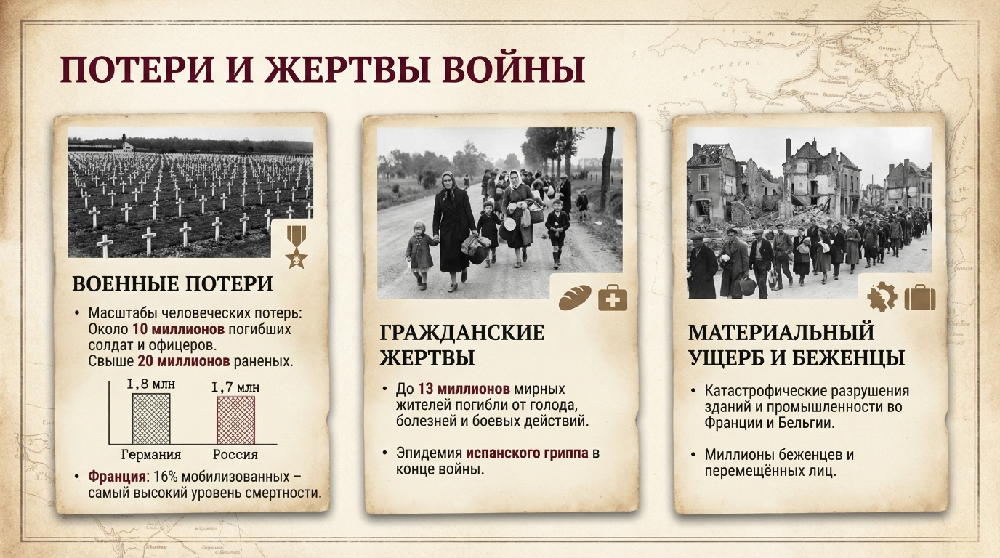 ПОТЕРИ И ЖЕРТВЫ ВОЙНЫ
ВОЕННЫЕ ПОТЕРИ
• Масштабы человеческих потерь:
Около 10 миллионов погибших
солдат и офицеров.
Свыше 20 миллионов раненых.
1,8 млн
1,7 млн
Германия
Россия
• Франция: 16% мобилизованных –
самый высокий уровень смертности.
ГРАЖДАНСКИЕ
ЖЕРТВЫ
• До 13 миллионов мирных
жителей погибли от голода,
болезней и боевых действий.
• Эпидемия испанского гриппа в
конце войны.
МАТЕРИАЛЬНЫЙ
УЩЕРБ И БЕЖЕНЦЫ
• Катастрофические разрушения
зданий и промышленности во
Франции и Бельгии.
• Миллионы беженцев и
перемещённых лиц.